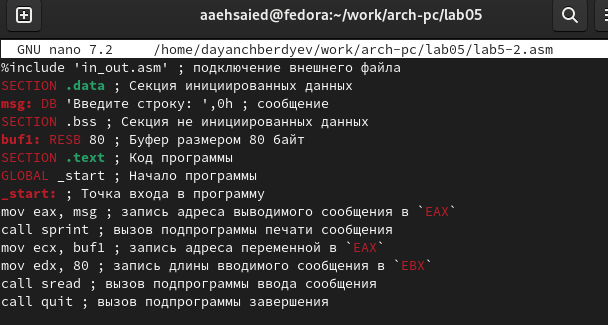 aaehsaied@fedora:~/work/arch-pc/lab05
GNU nano 7.2 /home/dayanchberdyev/work/arch-pc/lab05/lab5-2.asm
%include 'in_out.asm' ; подключение внешнего файла
SECTION .data ; Секция инициированных данных
msg: DB 'Введите строку: ',0h ; сообщение
SECTION .bss ; Секция не инициированных данных
buf1: RESB 80 ; Буфер размером 80 байт
SECTION .text ; Код программы
GLOBAL _start ; Начало программы
_start: ; Точка входа в программу
mov eax, msg ; запись адреса выводимого сообщения в `EAX`
call sprint ; вызов подпрограммы печати сообщения
mov ecx, buf1 ; запись адреса переменной в `EAX`
mov edx, 80 ; запись длины вводимого сообщения в `EBX`
call sread ; вызов подпрограммы ввода сообщения
call quit ; вызов подпрограммы завершения